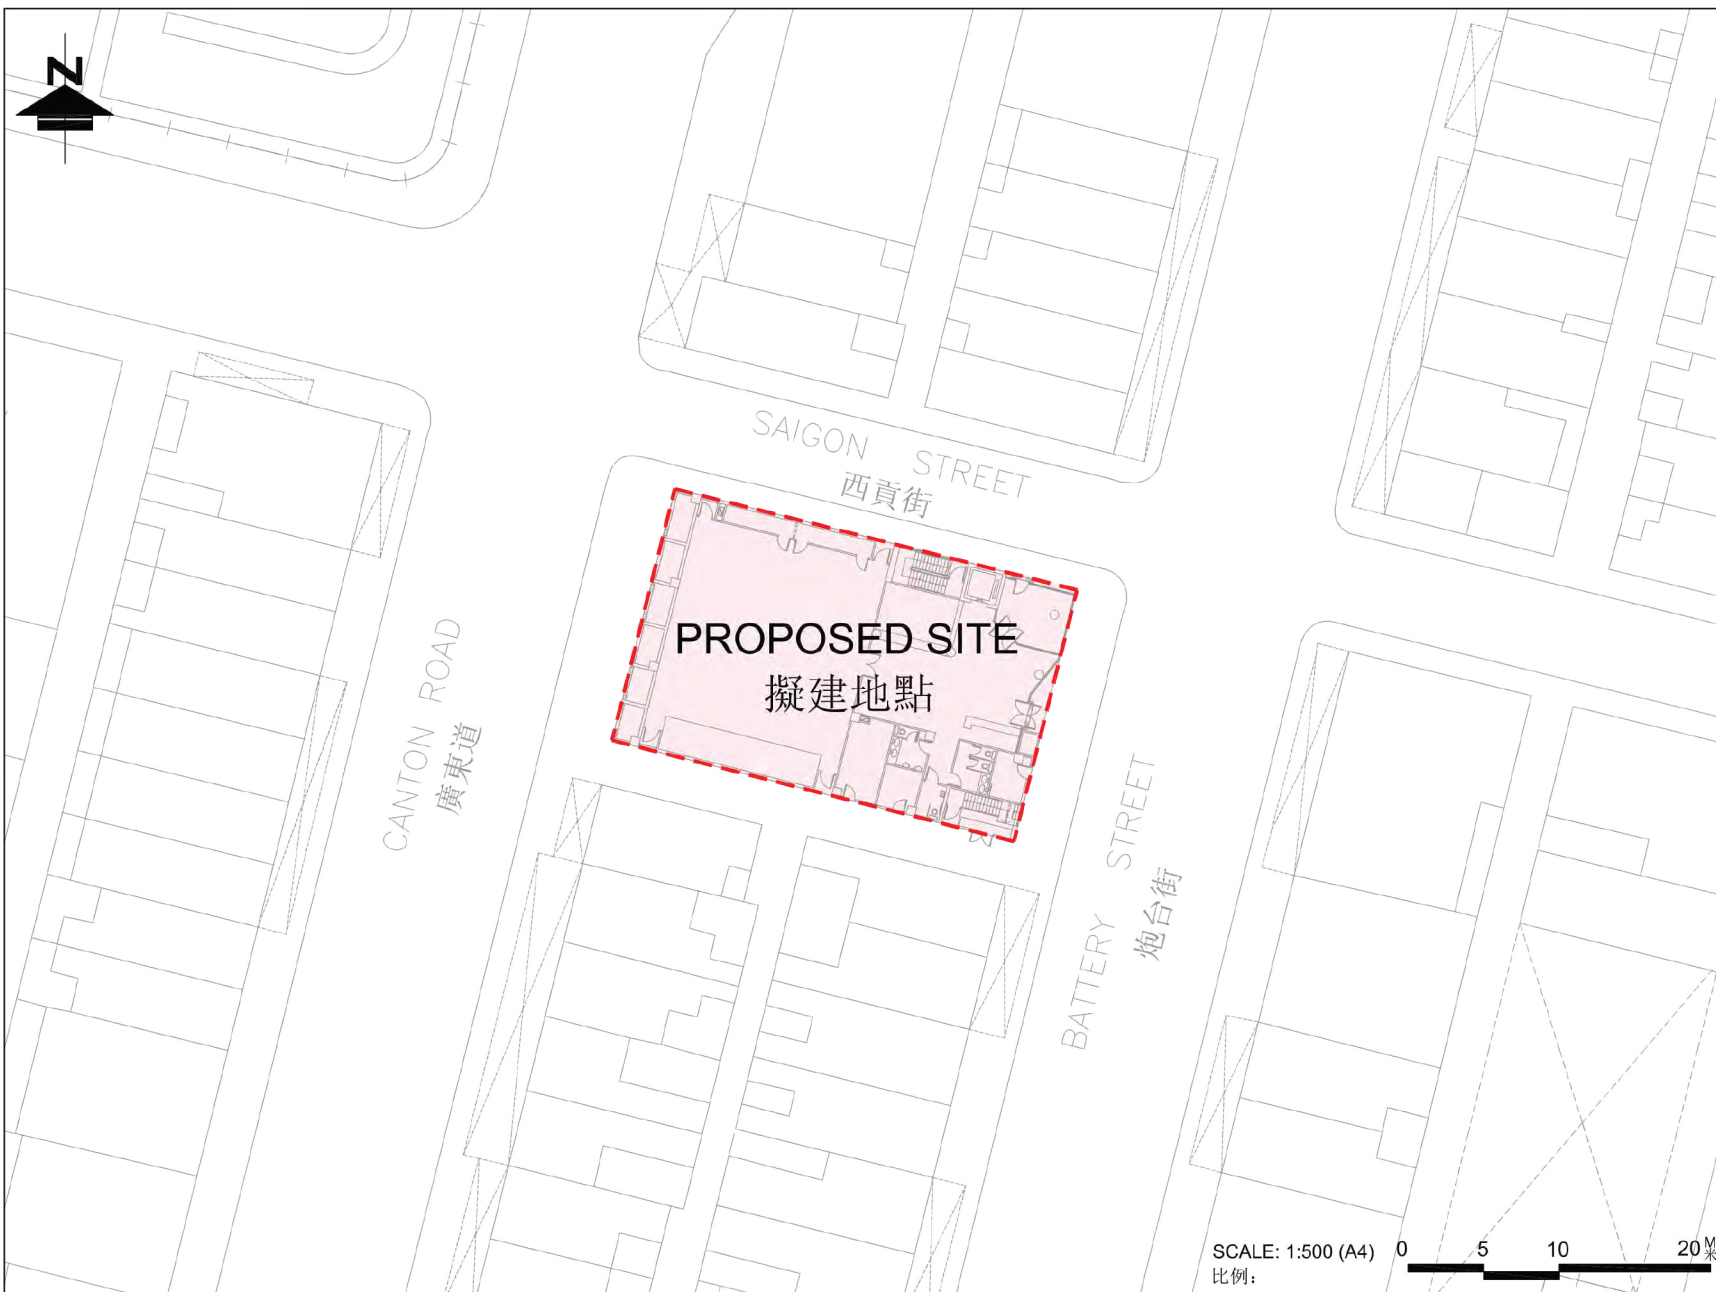 N
SAIGON STREET
西貢街
PROPOSED SITE
擬建地點
CANTON ROAD
廣東道
BATTERY STREET
炮台街
SCALE: 1:500 (A4)
比例：
0 5 10 20 M
米